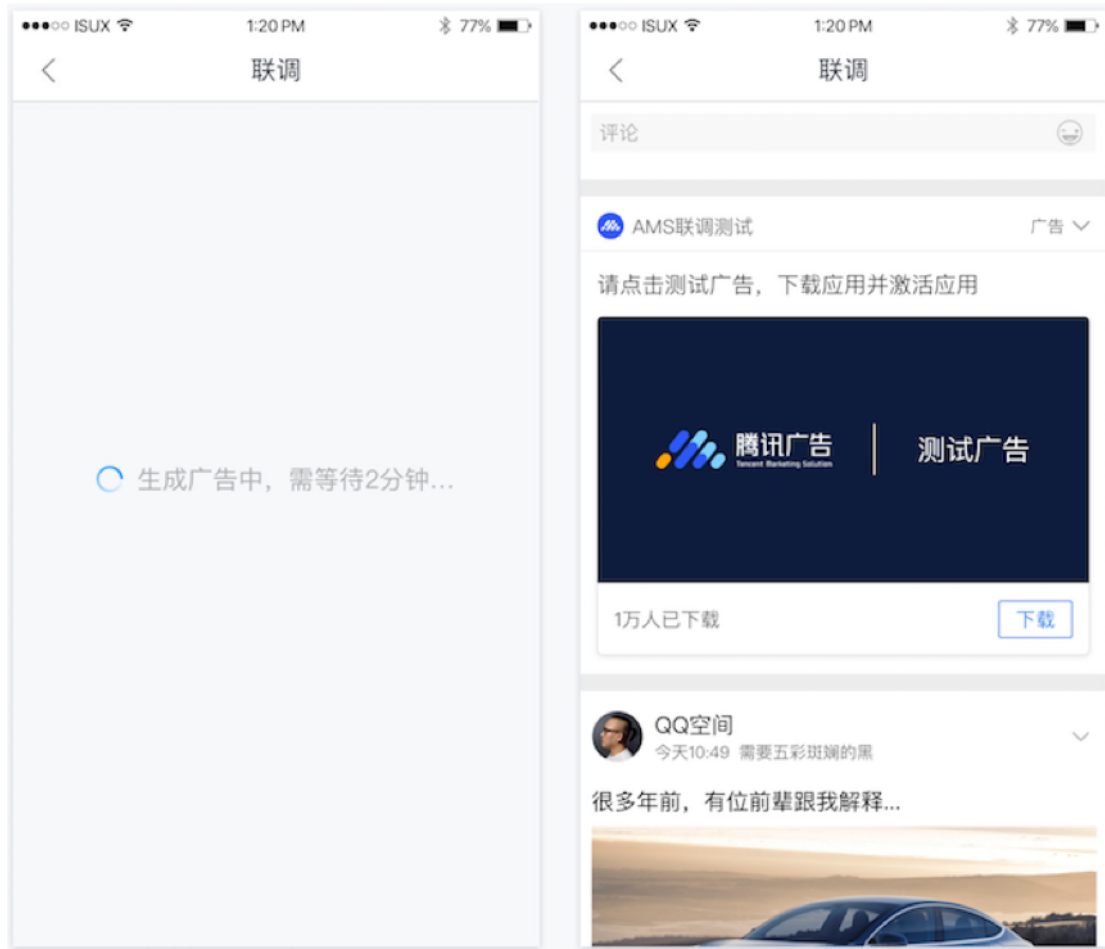 ISUX 1:20 PM 77%
联调
生成广告中，需等待2分钟...
ISUX 1:20 PM 77%
联调
评论
AMS联调测试 广告
请点击测试广告，下载应用并激活应用
腾讯广告
Tencent Marketing Solution
测试广告
1万人已下载 下载
QQ空间
今天10:49 需要五彩斑斓的黑
很多年前，有位前辈跟我解释...